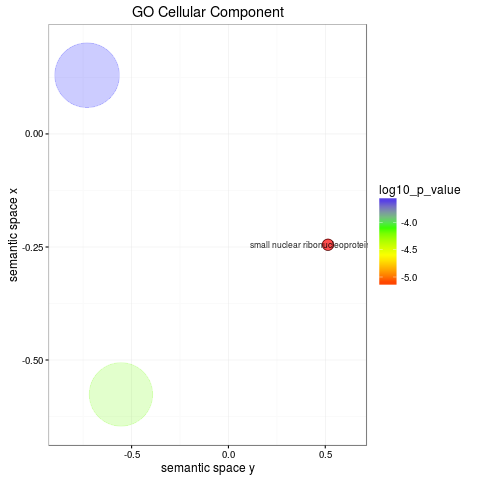 GO Cellular Component
semantic space x
0.00
-0.25
-0.50
small nuclear ribonucleoprotein
-0.5
0.0
0.5
semantic space y
log10_p_value
-4.0
-4.5
-5.0